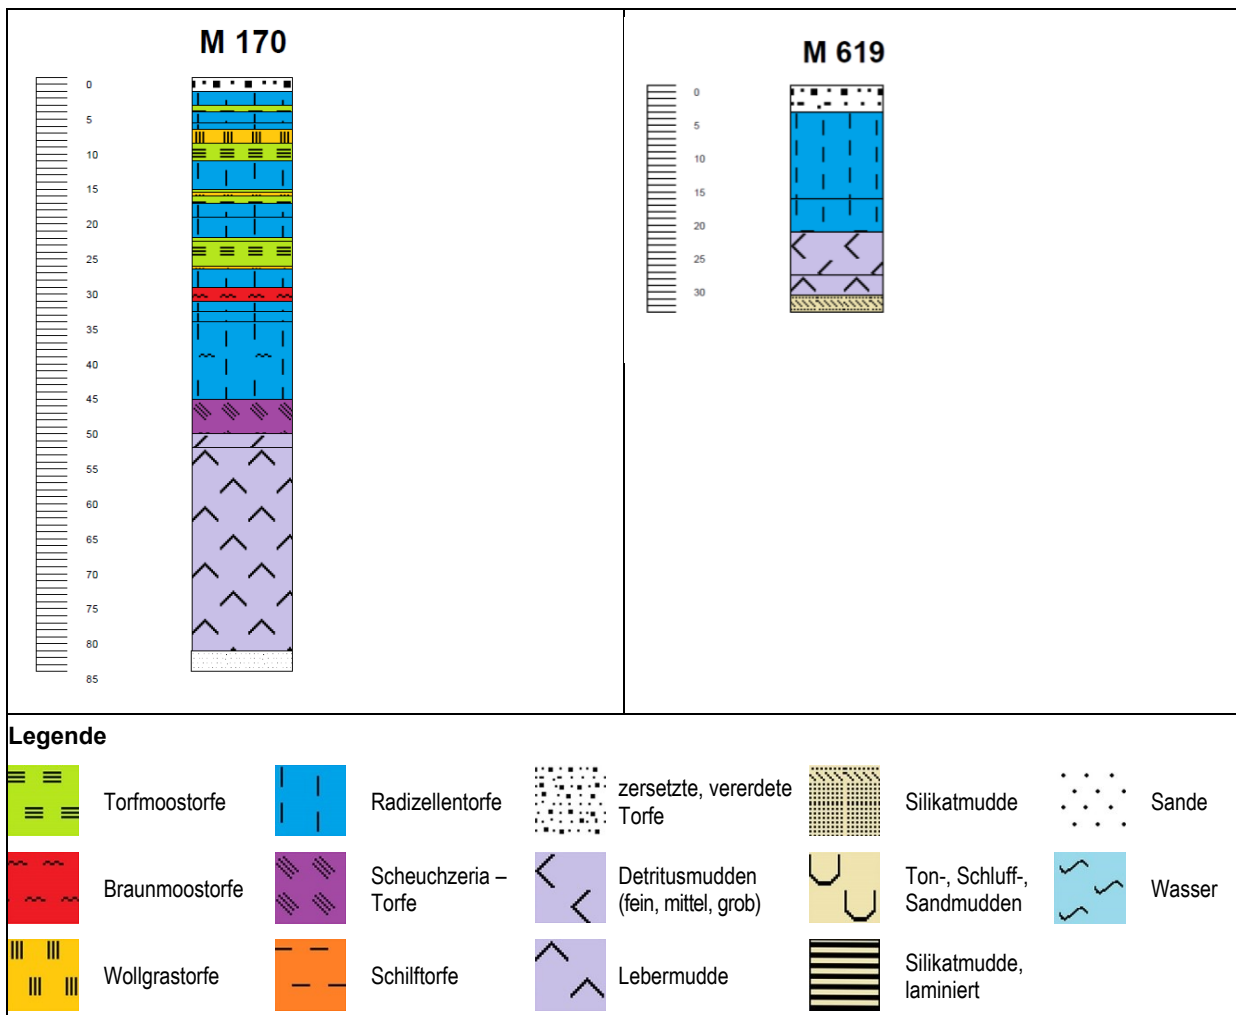 M 170
0
5
10
15
20
25
30
35
40
45
50
55
60
65
70
75
80
85
M 619
0
5
10
15
20
25
30
Legende
Torfmoostorfe
Radizellentorfe
zersetzte, vererdete
Torfe
Silikatmudde
Sande
Braunmoostorfe
Scheuchzeria –
Torfe
Detritusmudden
(fein, mittel, grob)
Ton-, Schluff-,
Sandmudden
Wasser
Wollgrastorfe
Schilftorfe
Lebermudde
Silikatmudde,
laminiert